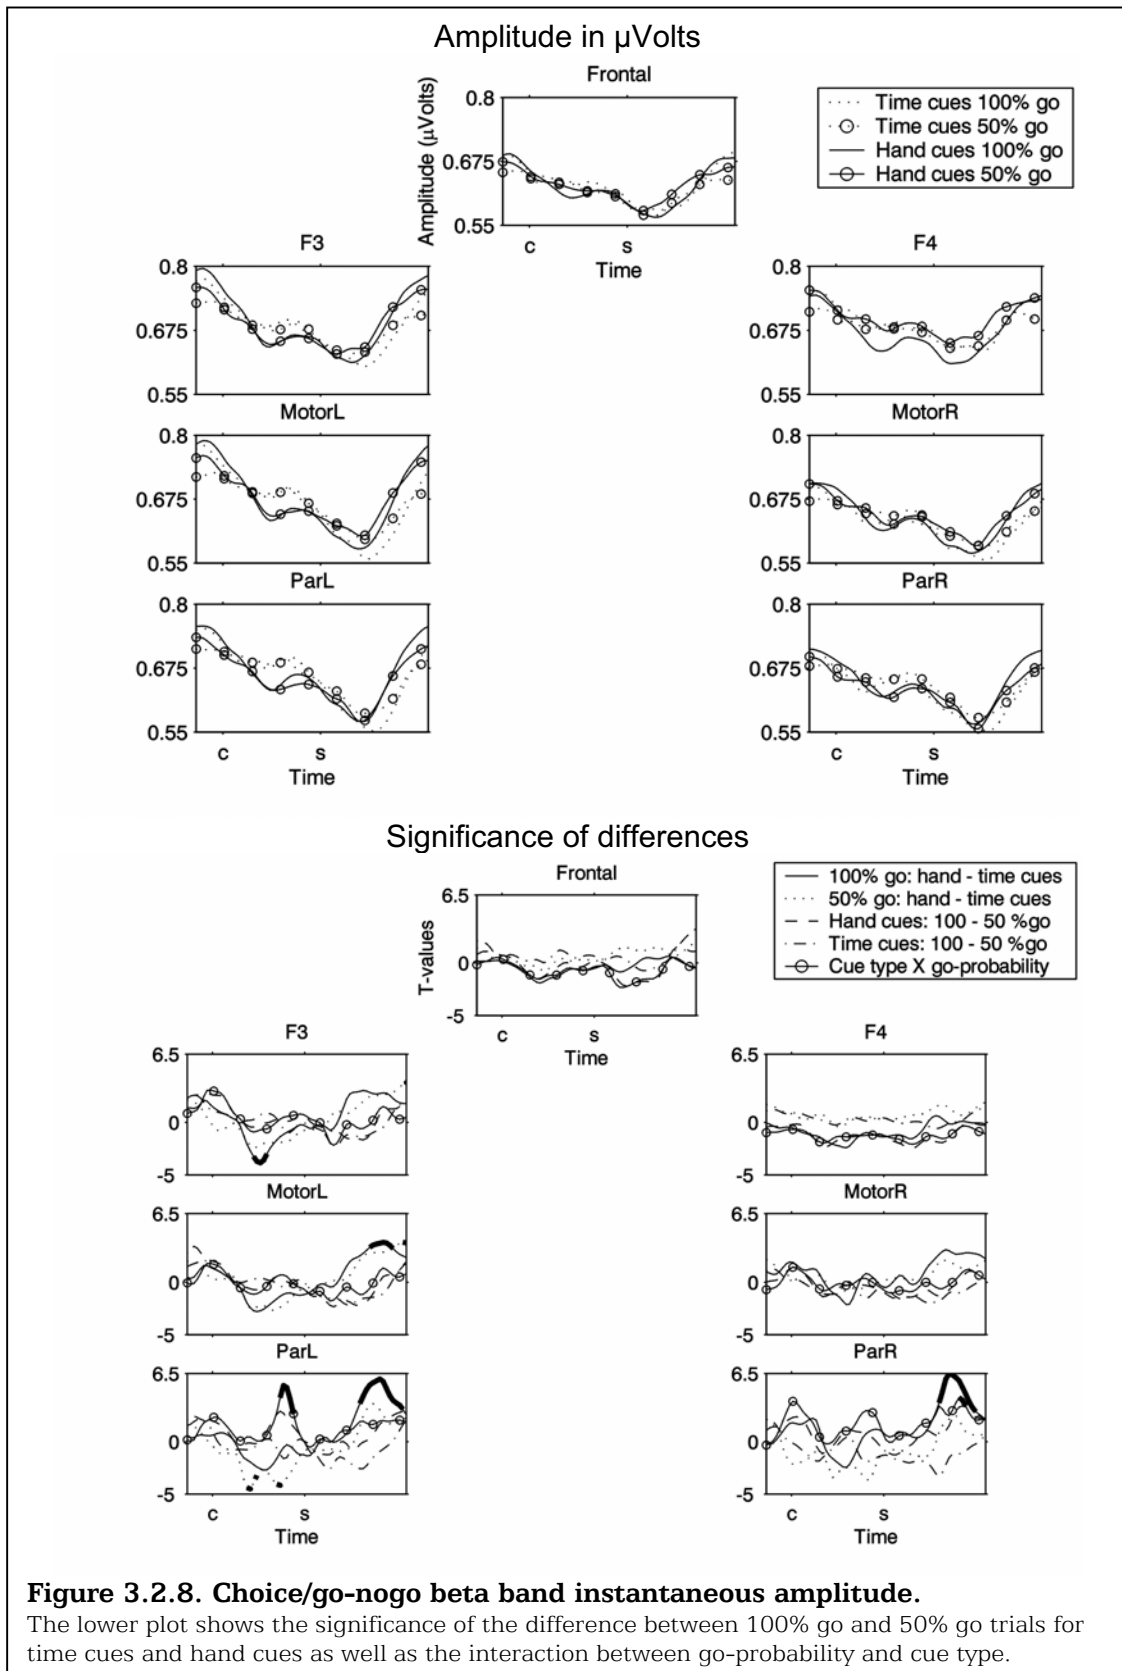 Amplitude in µVolts
Frontal
Amplitude (µVolts)
0.8
0.675
0.55
c s
Time
Time cues 100% go
Time cues 50% go
Hand cues 100% go
Hand cues 50% go
F3
0.8
0.675
0.55
F4
0.8
0.675
0.55
MotorL
0.8
0.675
0.55
MotorR
0.8
0.675
0.55
ParL
0.8
0.675
0.55
c s
Time
ParR
0.8
0.675
0.55
c s
Time
Significance of differences
Frontal
T-values
6.5
0
-5
c s
Time
100% go: hand - time cues
50% go: hand - time cues
Hand cues: 100 - 50 %go
Time cues: 100 - 50 %go
Cue type X go-probability
F3
6.5
0
-5
F4
6.5
0
-5
MotorL
6.5
0
-5
MotorR
6.5
0
-5
ParL
6.5
0
-5
c s
Time
ParR
6.5
0
-5
c s
Time
Figure 3.2.8. Choice/go-nogo beta band instantaneous amplitude.
The lower plot shows the significance of the difference between 100% go and 50% go trials for
time cues and hand cues as well as the interaction between go-probability and cue type.